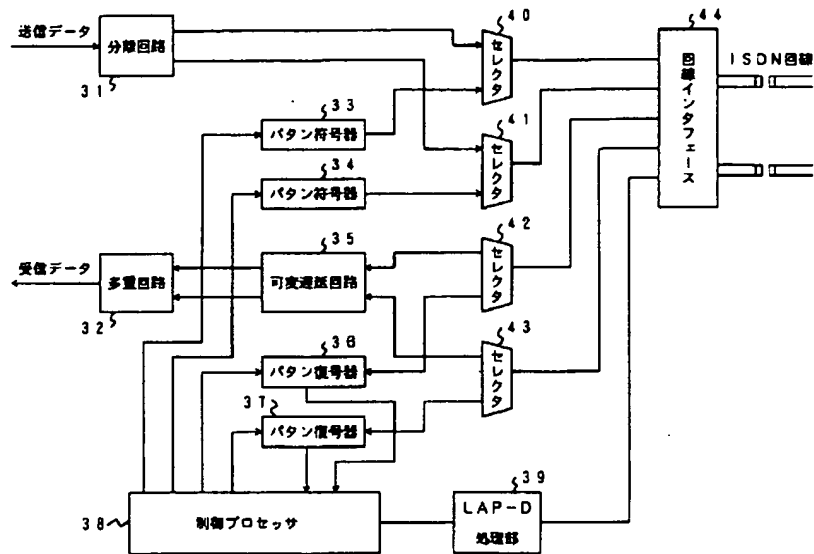 送信データ
分離回路
31
パタン符号器
33
パタン符号器
34
受信データ
多重回路
32
可変遅延回路
35
パタン復号器
36
パタン復号器
37
制御プロセッサ
38
LAP-D
処理部
39
セレクタ
40
セレクタ
41
セレクタ
42
セレクタ
43
回線インタフェース
44
ISDN回線